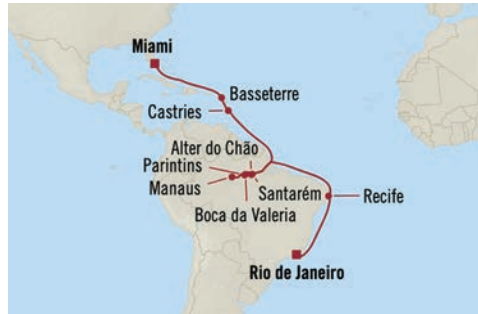 Miami
Basseterre
Castries
Alter do Chão
Parintins
Manaus
Santarém
Recife
Boca da Valeria
Rio de Janeiro